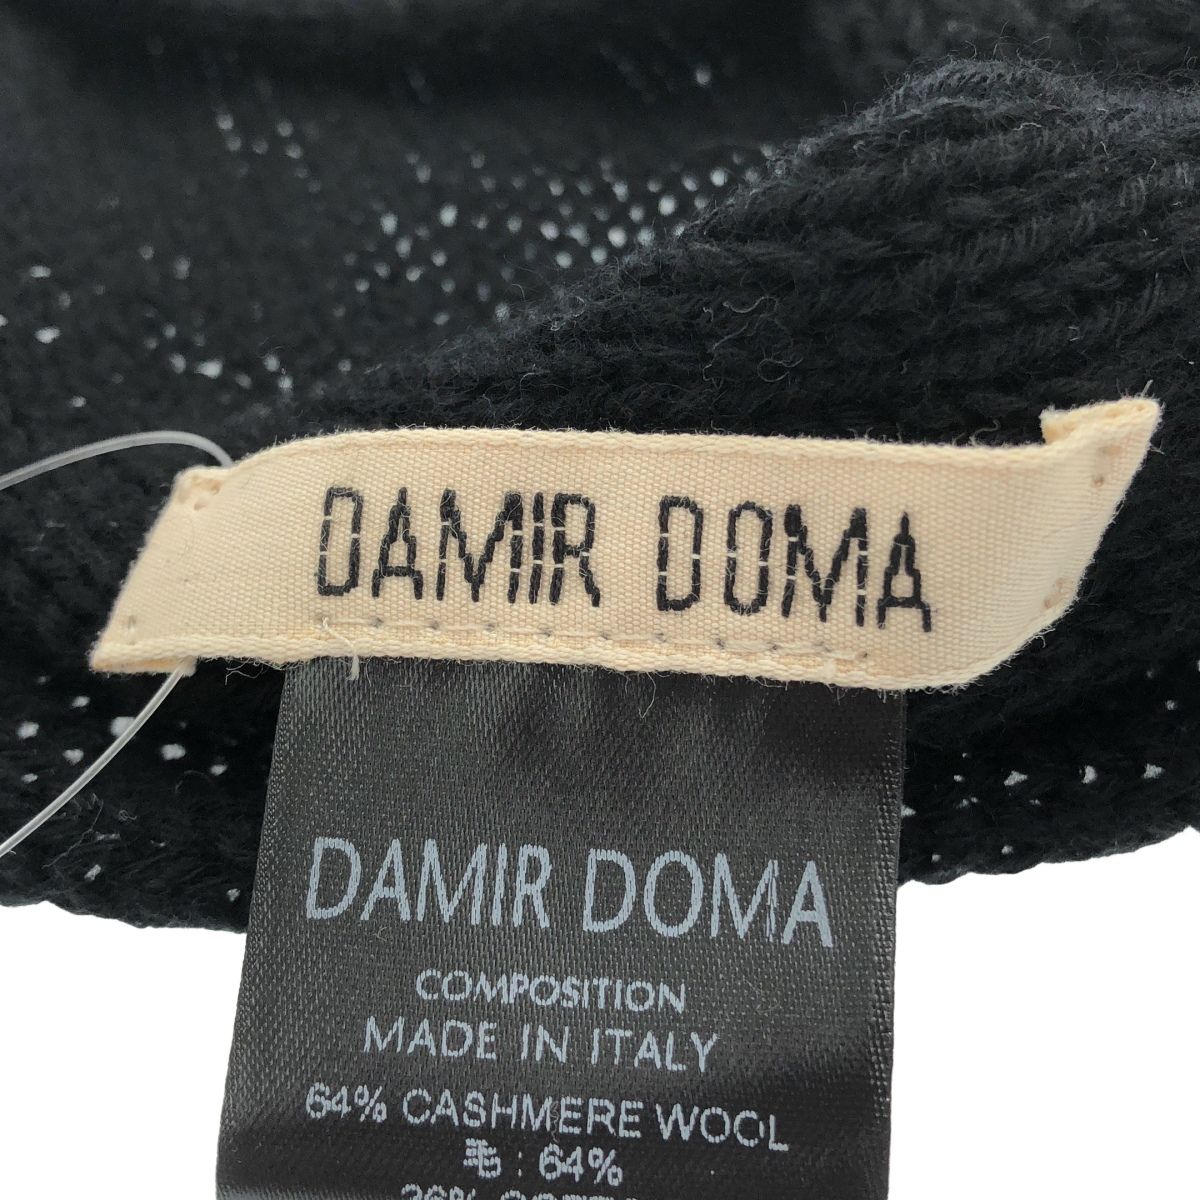 DAMIR DOMA
DAMIR DOMA
COMPOSITION
MADE IN ITALY
64% CASHMERE WOOL
毛 : 64%